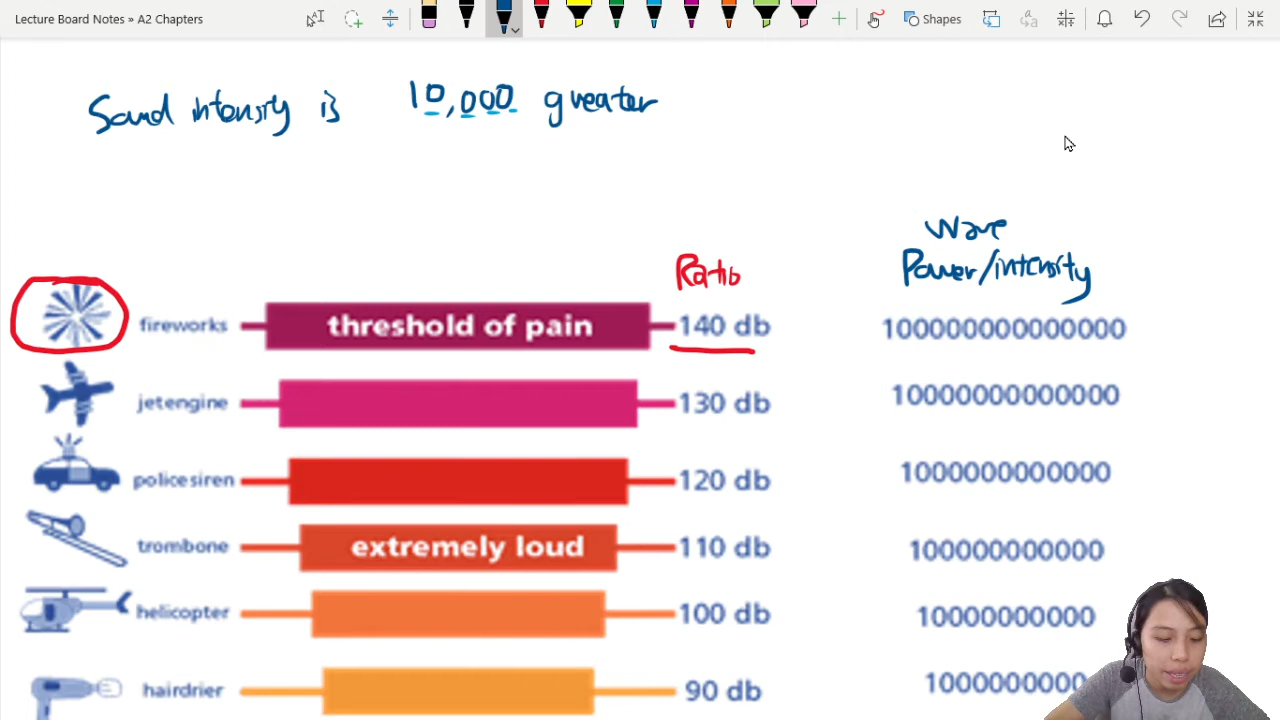 Lecture Board Notes » A2 Chapters
Shapes
Sound intensity is 10,000 greater
Wave
Ratio Power/intensity
fireworks threshold of pain 140 db 100000000000000
jetengine 130 db 10000000000000
policesiren 120 db 1000000000000
trombone extremely loud 110 db 100000000000
helicopter 100 db 10000000000
hairdrier 90 db 1000000000